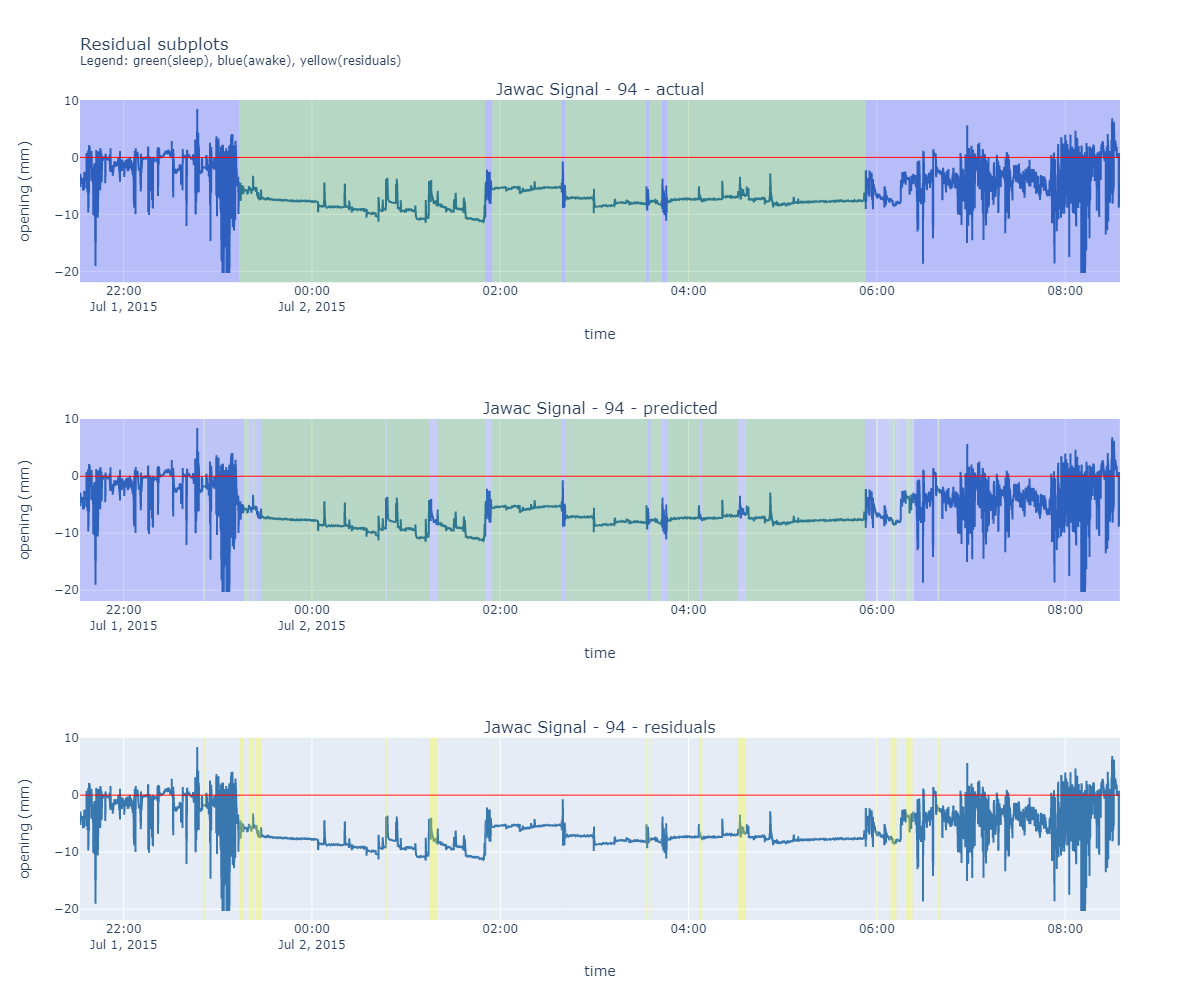 Residual subplots
Legend: green(sleep), blue(awake), yellow(residuals)
Jawac Signal - 94 - actual
10
0
−10
−20
opening (mm)
22:00 00:00 02:00 04:00 06:00 08:00
Jul 1, 2015 Jul 2, 2015
time
Jawac Signal - 94 - predicted
10
0
−10
−20
opening (mm)
22:00 00:00 02:00 04:00 06:00 08:00
Jul 1, 2015 Jul 2, 2015
time
Jawac Signal - 94 - residuals
10
0
−10
−20
opening (mm)
22:00 00:00 02:00 04:00 06:00 08:00
Jul 1, 2015 Jul 2, 2015
time